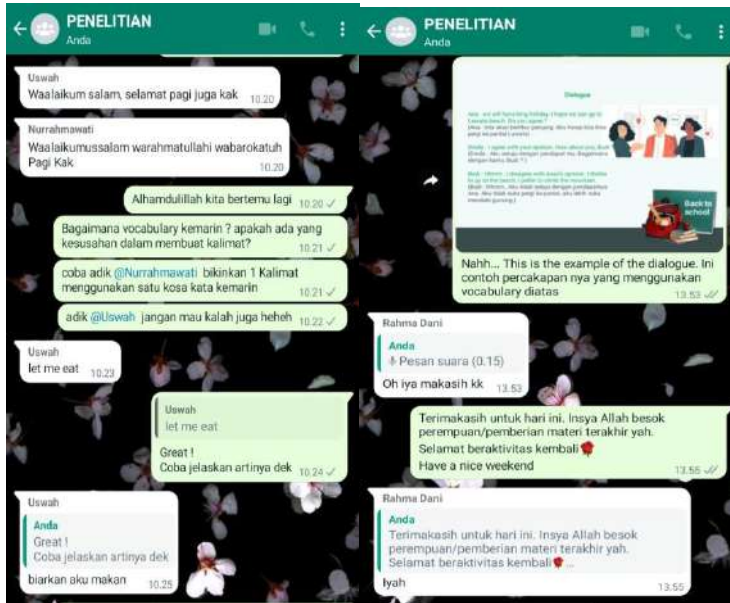 PENELITIAN
Anda
Uswah
Waalaikum salam, selamat pagi juga kak 10.20
Nurrahmawati
Waalaikumussalam warahmatullahi wabarokatuh
Pagi Kak
10.20
Alhamdulillah kita bertemu lagi 10.20
Bagaimana vocabulary kemarin ? apakah ada yang
kesusahan dalam membuat kalimat? 10.21
coba adik @Nurrahmawati bikinkan 1 Kalimat
menggunakan satu kosa kata kemarin 10.21
adik @Uswah jangan mau kalah juga heheh 10.22
Uswah
let me eat 10.23
Uswah
let me eat
Great !
Coba jelaskan artinya dek 10.24
Uswah
Anda
Great !
Coba jelaskan artinya dek
biarkan aku makan 10.25
PENELITIAN
Anda
Dialogue
Back to
school
Nahh... This is the example of the dialogue. Ini
contoh percakapan nya yang menggunakan
vocabulary diatas
13.53
Rahma Dani
Anda
Pesan suara (0.15)
Oh iya makasih kk 13.53
Terimakasih untuk hari ini. Insya Allah besok
perempuan/pemberian materi terakhir yah.
Selamat beraktivitas kembali🌹
Have a nice weekend
13.55
Rahma Dani
Anda
Terimakasih untuk hari ini. Insya Allah besok
perempuan/pemberian materi terakhir yah.
Selamat beraktivitas kembali🌹...
Iyah
13.55